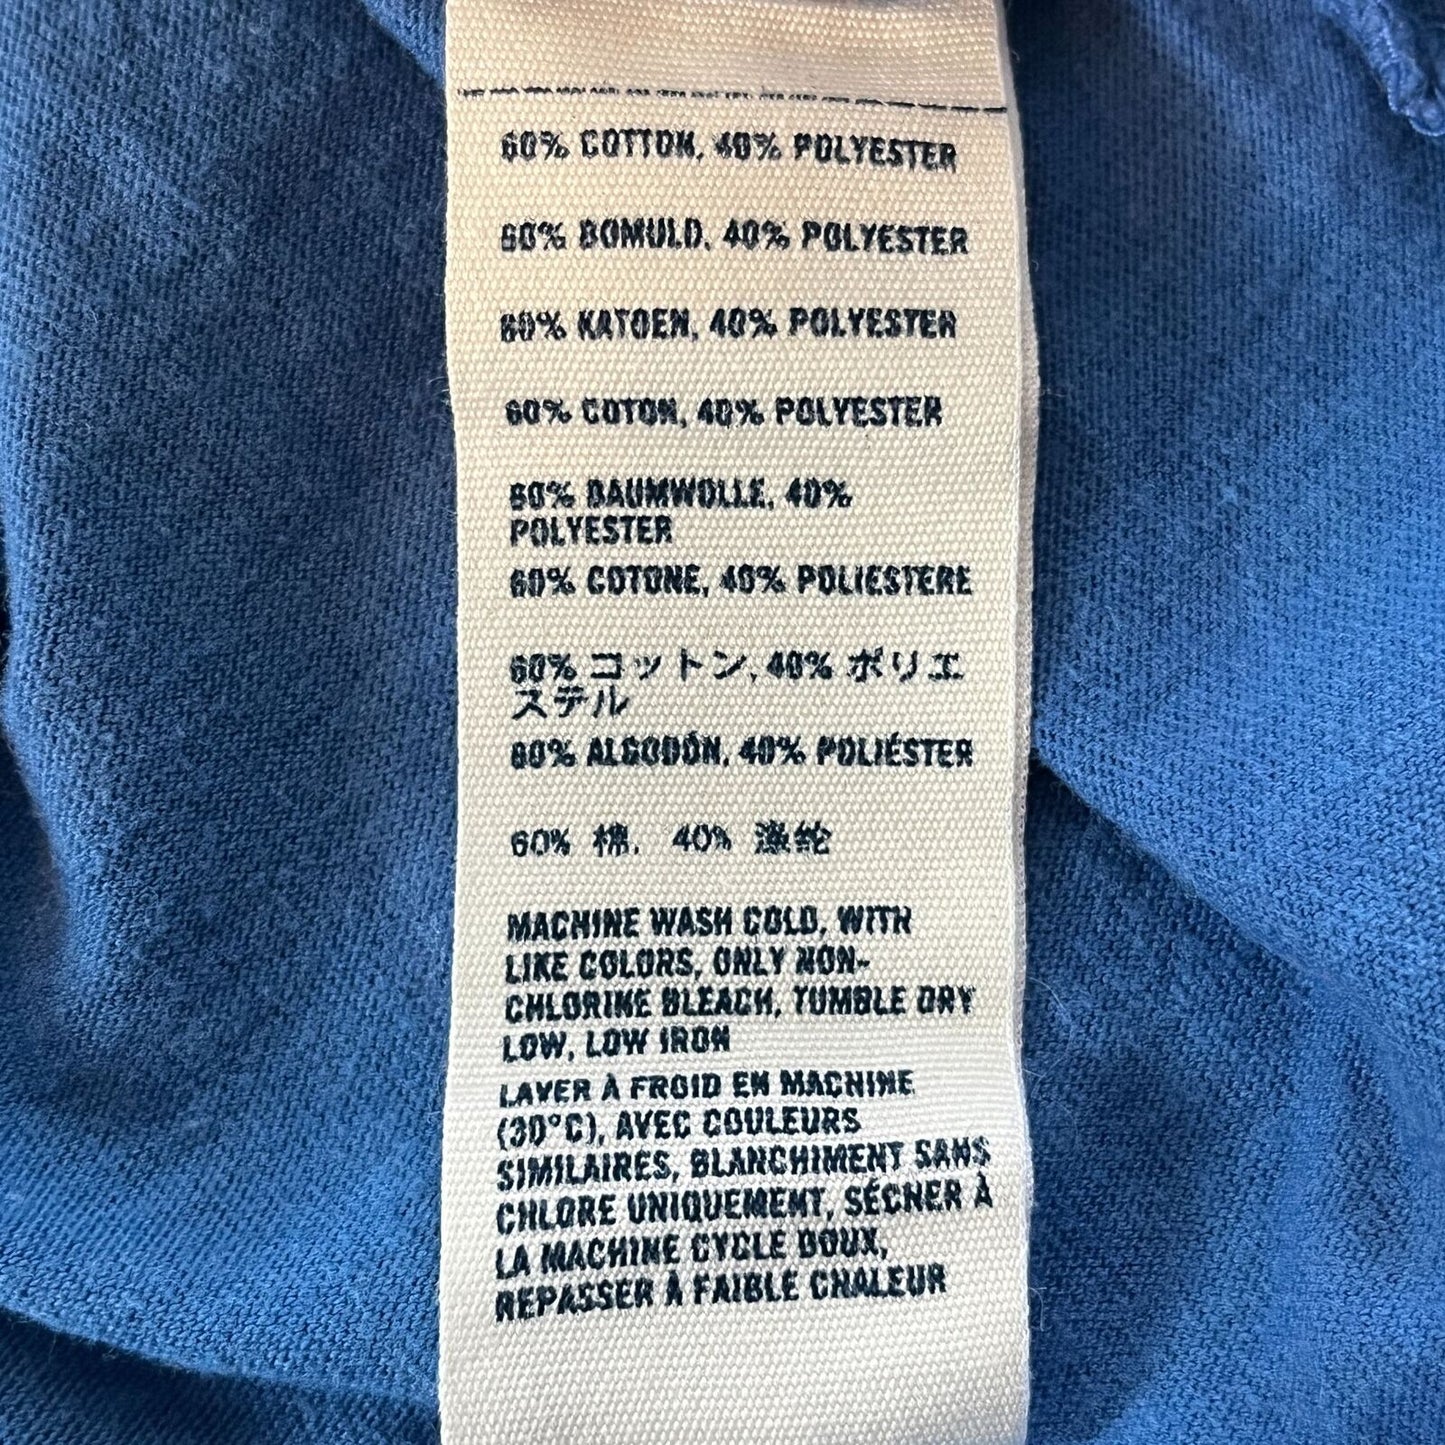 60% COTTON, 40% POLYESTER
60% BOMULD, 40% POLYESTER
60% KATOEN, 40% POLYESTER
60% COTON, 40% POLYESTER
60% BAUMWOLLE, 40%
POLYESTER
60% COTONE, 40% POLIESTERE
60% コットン, 40% ポリエ
ステル
60% ALGODÓN, 40% POLIÉSTER
60% 棉, 40% 涤纶
MACHINE WASH COLD, WITH
LIKE COLORS, ONLY NON-
CHLORINE BLEACH, TUMBLE DRY
LOW, LOW IRON
LAVER À FROID EN MACHINE
(30°C), AVEC COULEURS
SIMILAIRES, BLANCHIMENT SANS
CHLORE UNIQUEMENT, SÉCHER À
LA MACHINE CYCLE DOUX,
REPASSER À FAIBLE CHALEUR